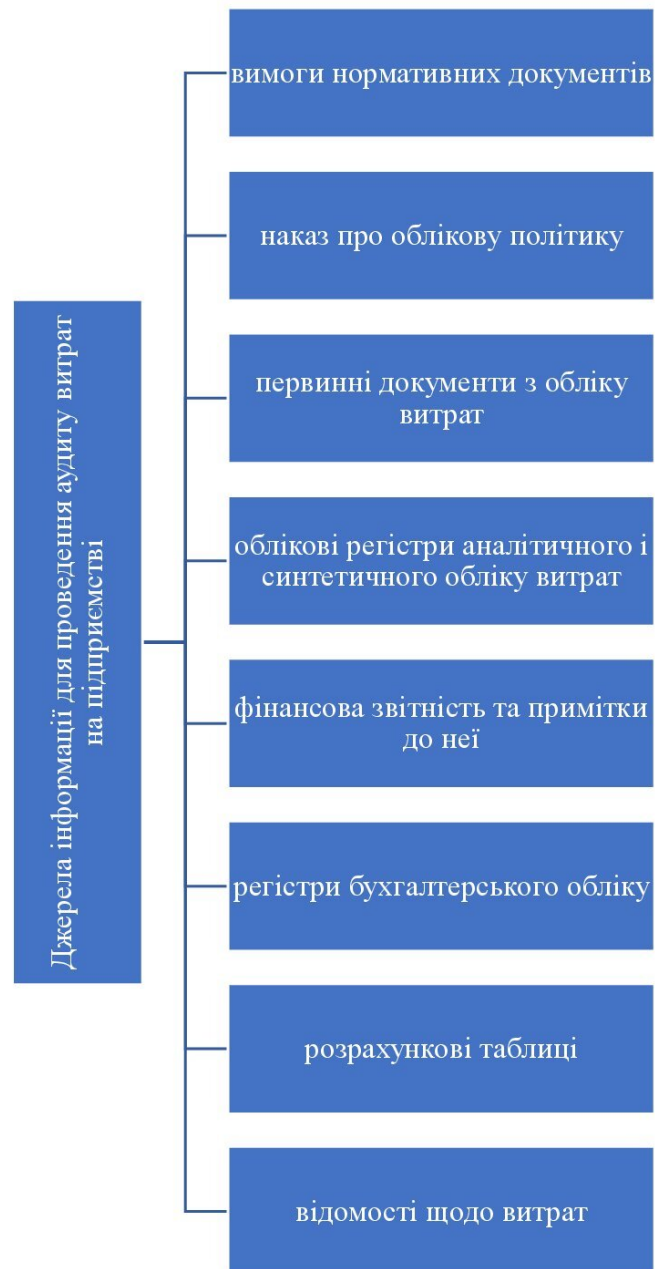 Джерела інформації для проведення аудиту витрат
на підприємстві
вимоги нормативних документів
наказ про облікову політику
первинні документи з обліку
витрат
облікові регістри аналітичного і
синтетичного обліку витрат
фінансова звітність та примітки
до неї
регістри бухгалтерського обліку
розрахункові таблиці
відомості щодо витрат